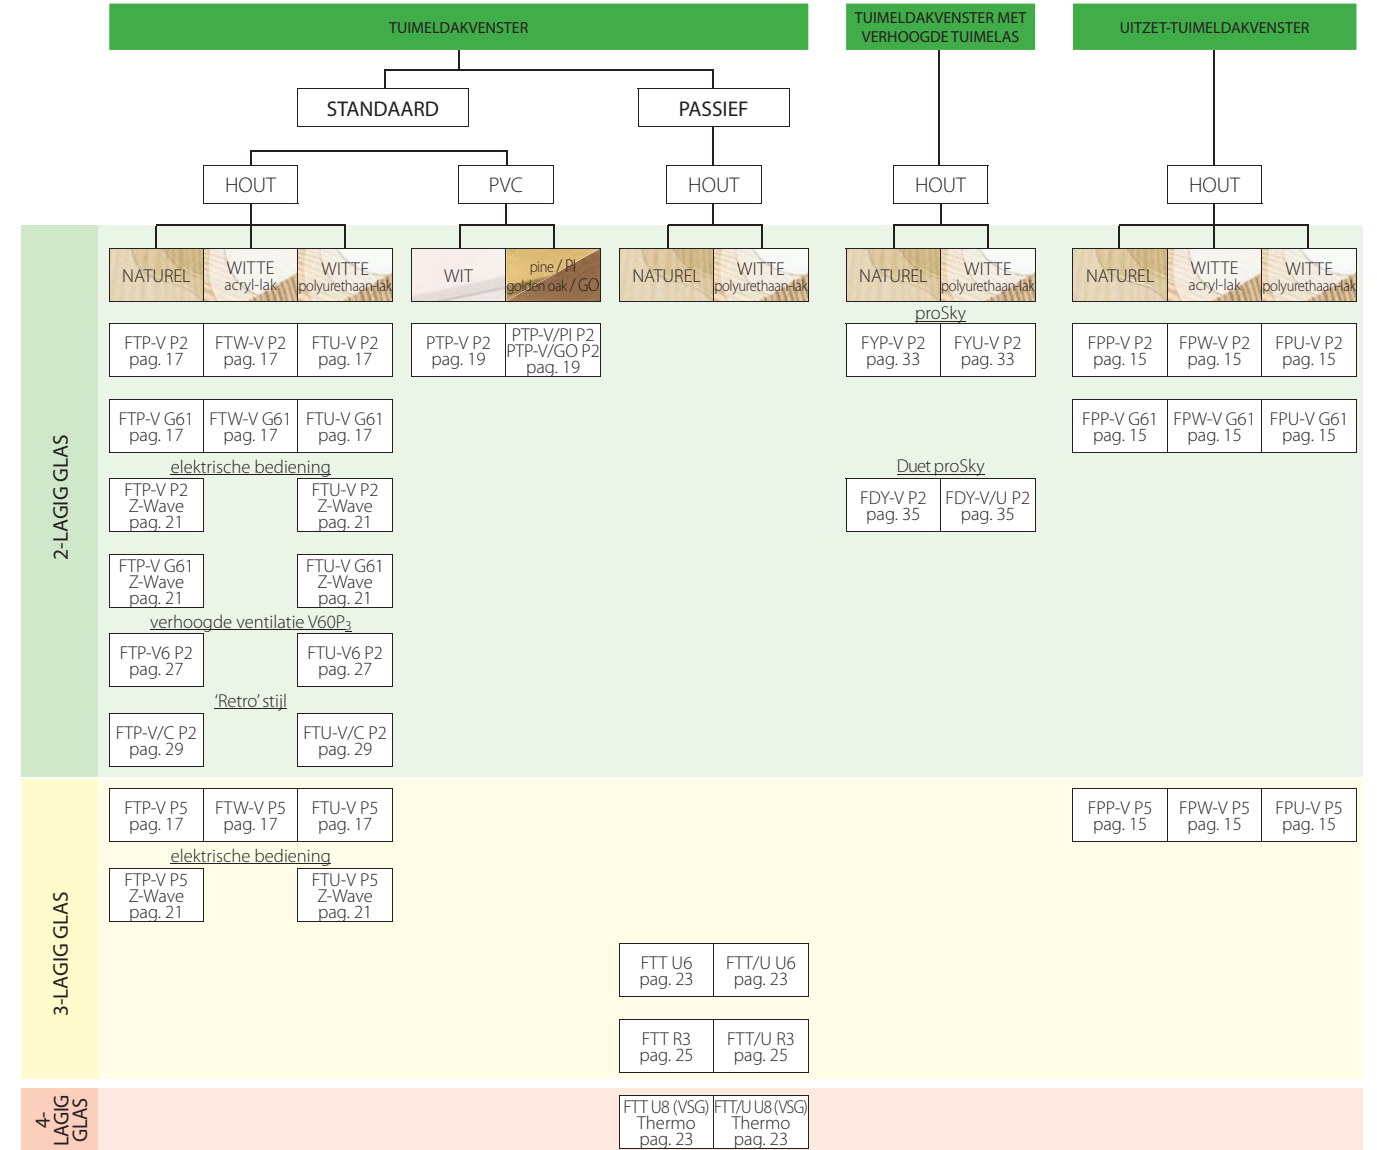 TUIMELDAKVENSTER
TUIMELDAKVENSTER MET
VERHOOGDE TUIMELAS
UITZET-TUIMELDAKVENSTER
STANDAARD
PASSIEF
HOUT
PVC
HOUT
HOUT
HOUT
NATUREL
WITTE
acryl-lak
WITTE
polyurethaan-lak
WIT
pine / PI
golden oak / GO
NATUREL
WITTE
polyurethaan-lak
NATUREL
WITTE
polyurethaan-lak
NATUREL
WITTE
acryl-lak
WITTE
polyurethaan-lak
2-LAGIG GLAS
proSky
FTP-V P2
pag. 17
FTW-V P2
pag. 17
FTU-V P2
pag. 17
PTP-V P2
pag. 19
PTP-V/PI P2
PTP-V/GO P2
pag. 19
FYP-V P2
pag. 33
FYU-V P2
pag. 33
FPP-V P2
pag. 15
FPW-V P2
pag. 15
FPU-V P2
pag. 15
FTP-V G61
pag. 17
FTW-V G61
pag. 17
FTU-V G61
pag. 17
FPP-V G61
pag. 15
FPW-V G61
pag. 15
FPU-V G61
pag. 15
elektrische bediening
Duet proSky
FTP-V P2
Z-Wave
pag. 21
FTU-V P2
Z-Wave
pag. 21
FDY-V P2
pag. 35
FDY-V/U P2
pag. 35
FTP-V G61
Z-Wave
pag. 21
FTU-V G61
Z-Wave
pag. 21
verhoogde ventilatie V60P3
FTP-V6 P2
pag. 27
FTU-V6 P2
pag. 27
‘Retro’ stijl
FTP-V/C P2
pag. 29
FTU-V/C P2
pag. 29
3-LAGIG GLAS
FTP-V P5
pag. 17
FTW-V P5
pag. 17
FTU-V P5
pag. 17
FPP-V P5
pag. 15
FPW-V P5
pag. 15
FPU-V P5
pag. 15
elektrische bediening
FTP-V P5
Z-Wave
pag. 21
FTU-V P5
Z-Wave
pag. 21
FTT U6
pag. 23
FTT/U U6
pag. 23
FTT R3
pag. 25
FTT/U R3
pag. 25
4-
LAGIG
GLAS
FTT U8 (VSG)
Thermo
pag. 23
FTT/U U8 (VSG)
Thermo
pag. 23